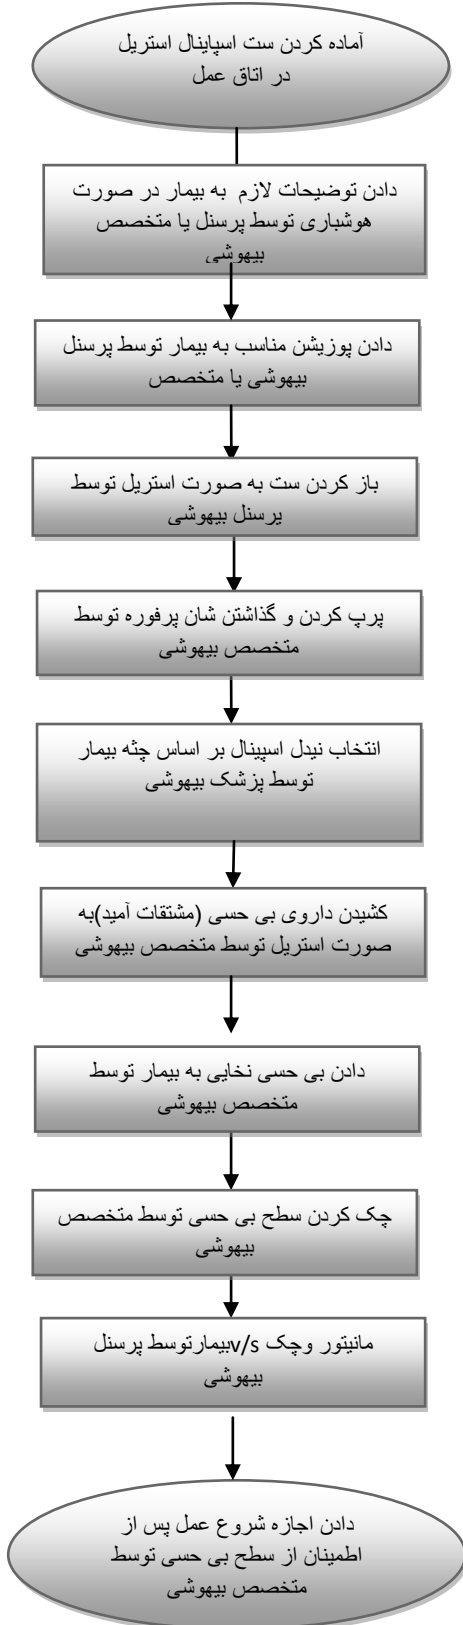 آماده کردن ست اسپاینال استریل
در اتاق عمل
دادن توضیحات لازم به بیمار در صورت
هوشیاری توسط پرسنل یا متخصص
بیهوشی
دادن پوزیشن مناسب به بیمار توسط پرسنل
بیهوشی یا متخصص
باز کردن ست به صورت استریل توسط
پرسنل بیهوشی
پرپ کردن و گذاشتن شان پرفوره توسط
متخصص بیهوشی
انتخاب نیدل اسپینال بر اساس جثه بیمار
توسط پزشک بیهوشی
کشیدن داروی بی حسی (مشتقات آمید)به
صورت استریل توسط متخصص بیهوشی
دادن بی حسی نخایی به بیمار توسط
متخصص بیهوشی
چک کردن سطح بی حسی توسط متخصص
بیهوشی
مانیتور وچک v/sبیمارتوسط پرسنل
بیهوشی
دادن اجازه شروع عمل پس از
اطمینان از سطح بی حسی توسط
متخصص بیهوشی